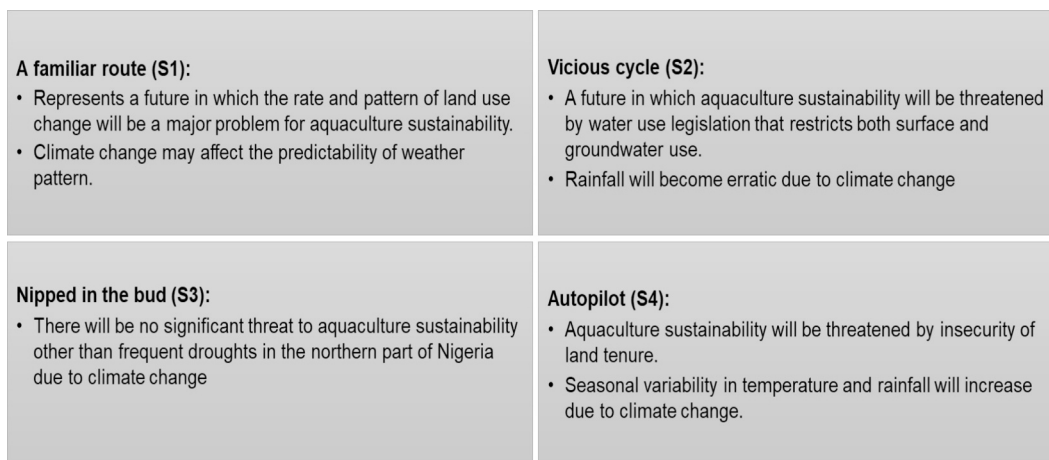 A familiar route (S1):
• Represents a future in which the rate and pattern of land use
change will be a major problem for aquaculture sustainability.
• Climate change may affect the predictability of weather
pattern.
Vicious cycle (S2):
• A future in which aquaculture sustainability will be threatened
by water use legislation that restricts both surface and
groundwater use.
• Rainfall will become erratic due to climate change
Nipped in the bud (S3):
• There will be no significant threat to aquaculture sustainability
other than frequent droughts in the northern part of Nigeria
due to climate change
Autopilot (S4):
• Aquaculture sustainability will be threatened by insecurity of
land tenure.
• Seasonal variability in temperature and rainfall will increase
due to climate change.